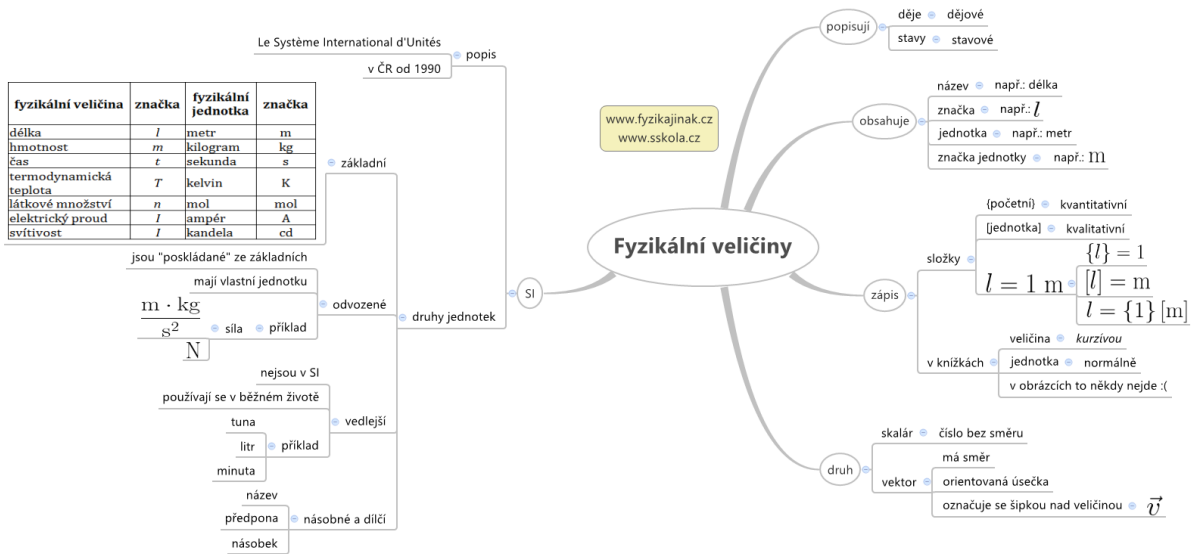 Fyzikální veličiny
popisují
děje dějové
stavy stavové
www.fyzikajinak.cz
www.sskola.cz
obsahuje
název např.: délka
značka např.: l
jednotka např.: metr
značka jednotky např.: m
zápis
složky
{početní} kvantitativní
[jednotka] kvalitativní
l = 1 m
{l} = 1
[l] = m
l = {1} [m]
v knížkách
veličina kurzívou
jednotka normálně
v obrázcích to někdy nejde :(
druh
skalár číslo bez směru
vektor
má směr
orientovaná úsečka
označuje se šipkou nad veličinou v⃗
SI
popis
Le Système International d'Unités
v ČR od 1990
druhy jednotek
základní
fyzikální veličina značka fyzikální jednotka značka
délka l metr m
hmotnost m kilogram kg
čas t sekunda s
termodynamická teplota T kelvin K
látkové množství n mol mol
elektrický proud I ampér A
svítivost I kandela cd
odvozené
jsou "poskládané" ze základních
mají vlastní jednotku
příklad
síla
m · kg
s²
N
vedlejší
nejsou v SI
používají se v běžném životě
příklad
tuna
litr
minuta
násobné a dílčí
název
předpona
násobek